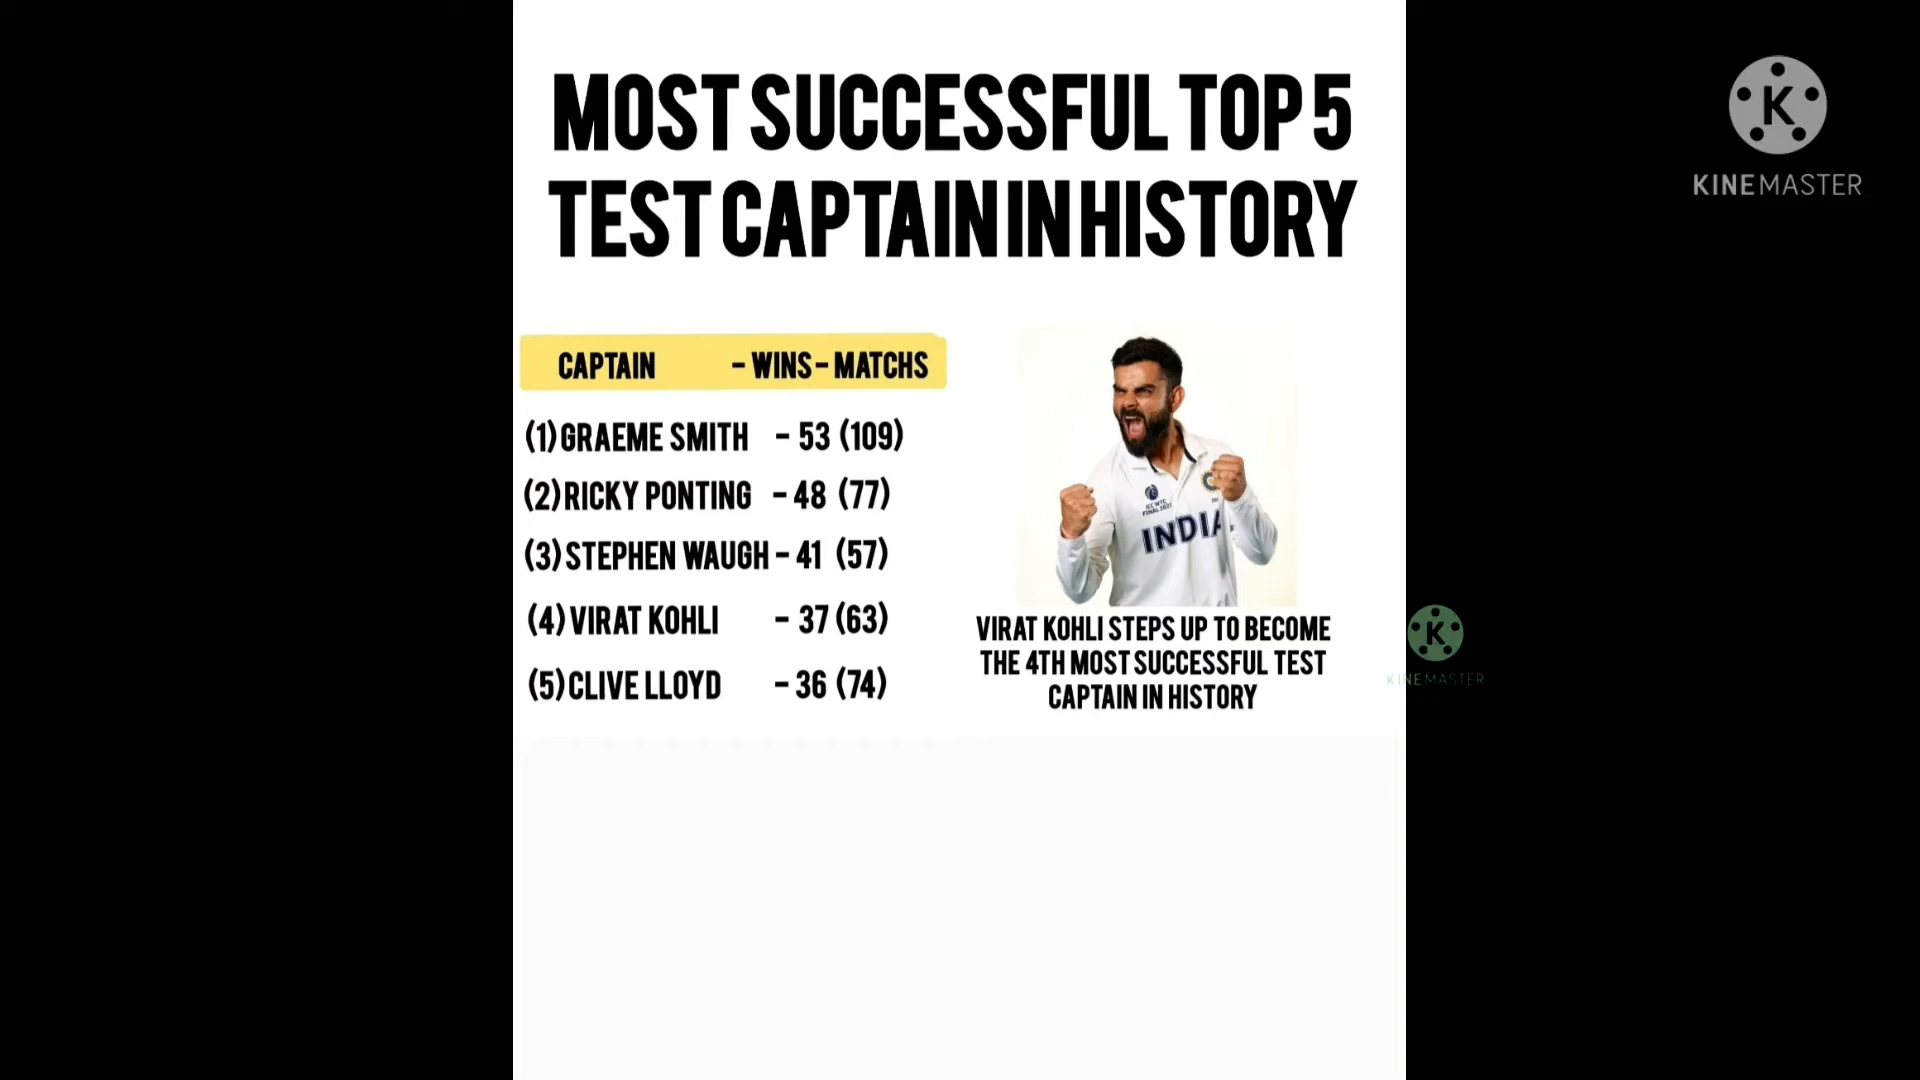 MOST SUCCESSFUL TOP 5
TEST CAPTAIN IN HISTORY
K
KINEMASTER
CAPTAIN - WINS - MATCHS
(1) GRAEME SMITH - 53 (109)
(2) RICKY PONTING - 48 (77)
(3) STEPHEN WAUGH - 41 (57)
(4) VIRAT KOHLI - 37 (63)
(5) CLIVE LLOYD - 36 (74)
INDIA
VIRAT KOHLI STEPS UP TO BECOME
THE 4TH MOST SUCCESSFUL TEST
CAPTAIN IN HISTORY
K
KINEMASTER